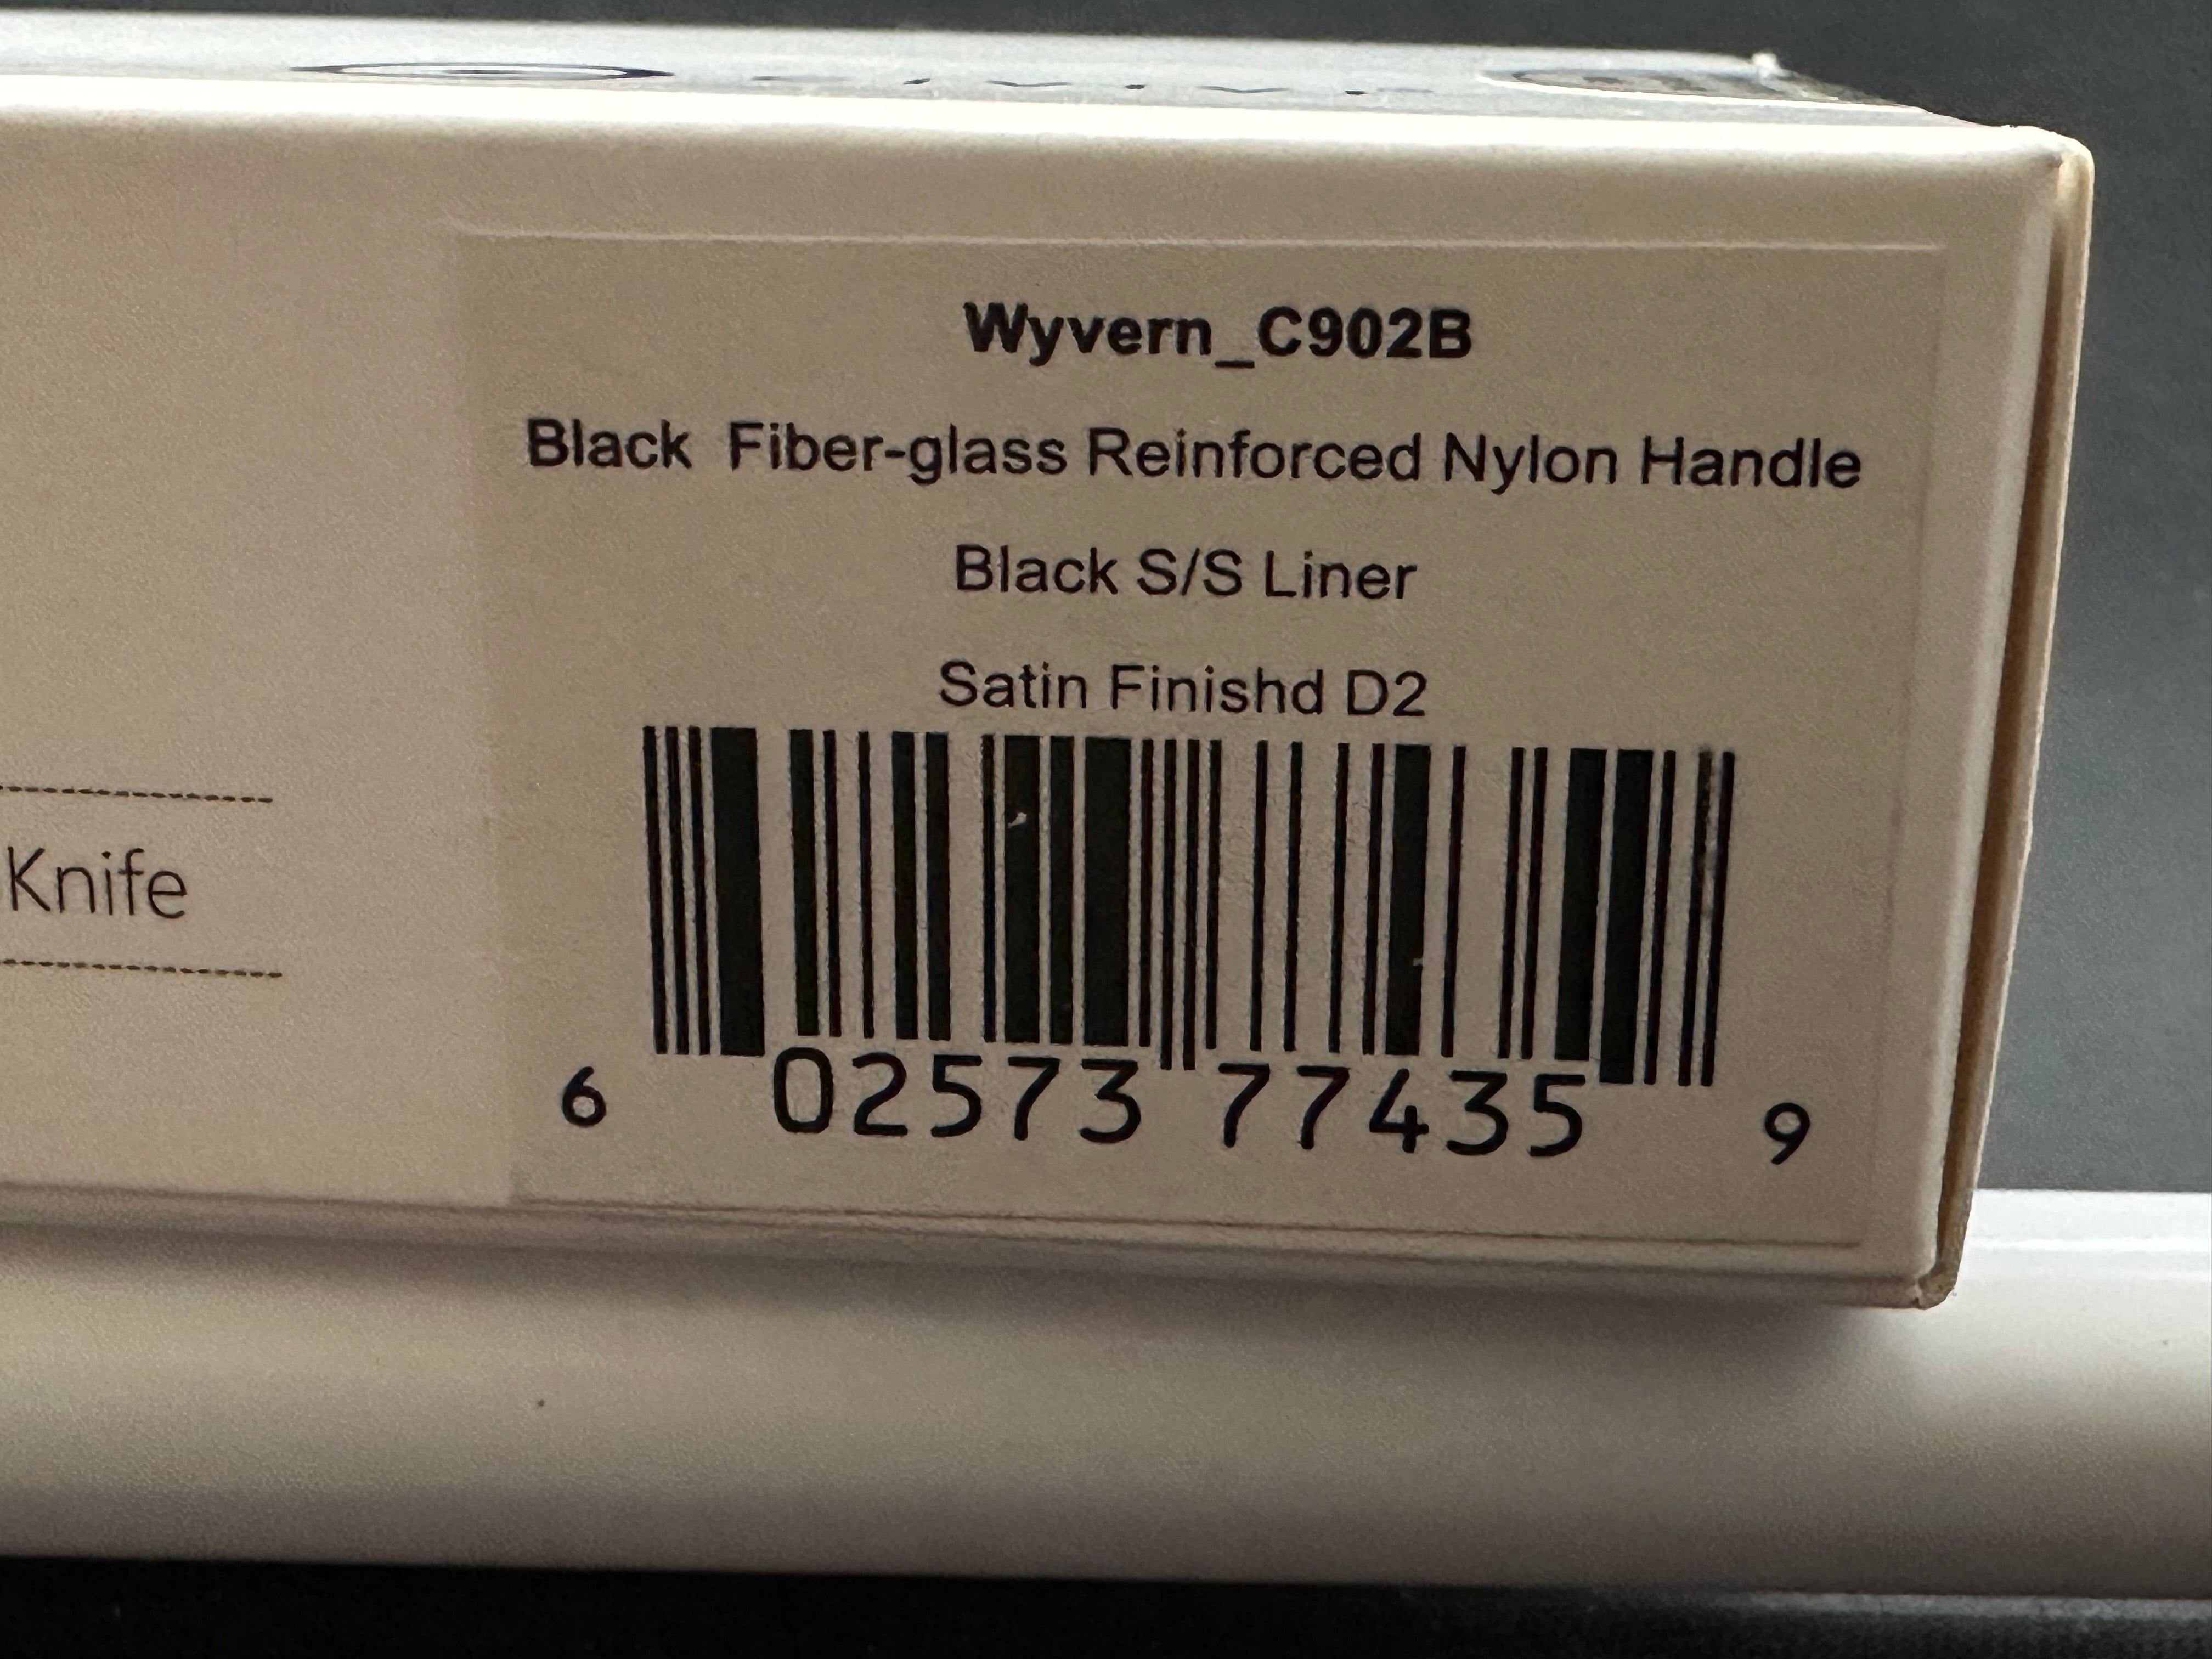 Wyvern_C902B
Black Fiber-glass Reinforced Nylon Handle
Black S/S Liner
Satin Finishd D2
6 02573 77435 9
Knife